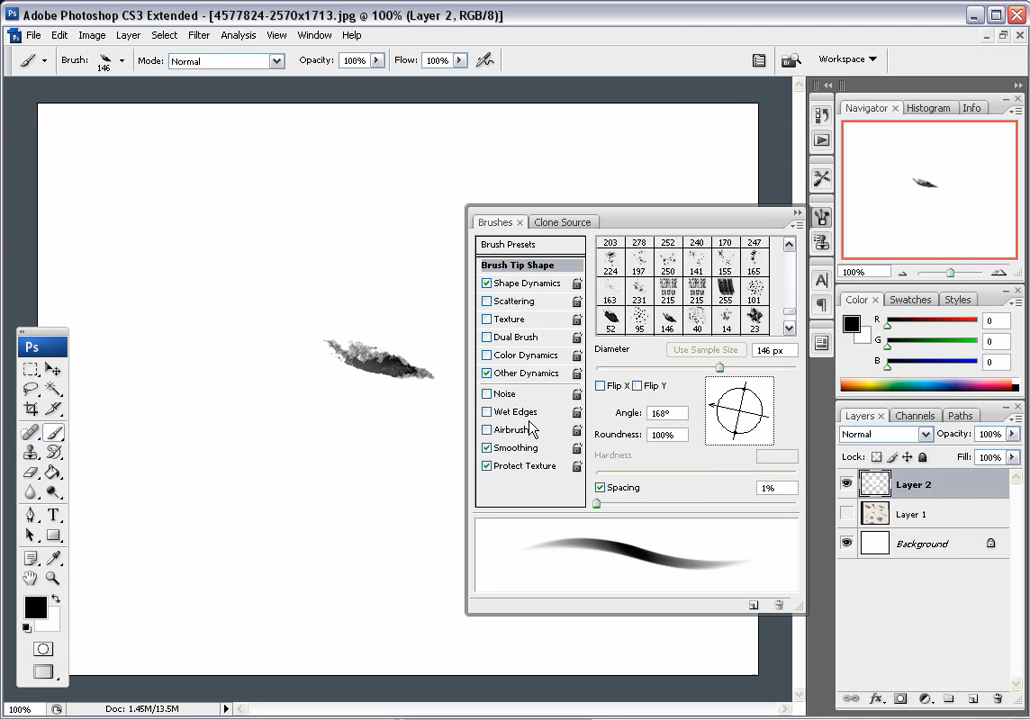 Adobe Photoshop CS3 Extended - [4577824-2570x1713.jpg @ 100% (Layer 2, RGB/8)]
File Edit Image Layer Select Filter Analysis View Window Help
Brush: 146 Mode: Normal Opacity: 100% Flow: 100% Workspace
Navigator Histogram Info
100%
Color Swatches Styles
R 0
G 0
B 0
Layers Channels Paths
Normal Opacity: 100%
Lock: Fill: 100%
Layer 2
Layer 1
Background
Brushes Clone Source
Brush Presets
Brush Tip Shape
Shape Dynamics
Scattering
Texture
Dual Brush
Color Dynamics
Other Dynamics
Noise
Wet Edges
Airbrush
Smoothing
Protect Texture
203 278 252 240 170 247
224 197 250 141 155 165
163 231 215 215 255 101
52 95 146 40 14 23
Diameter Use Sample Size 146 px
Flip X Flip Y
Angle: 168°
Roundness: 100%
Hardness
Spacing 1%
Ps
T
100% Doc: 1.45M/13.5M